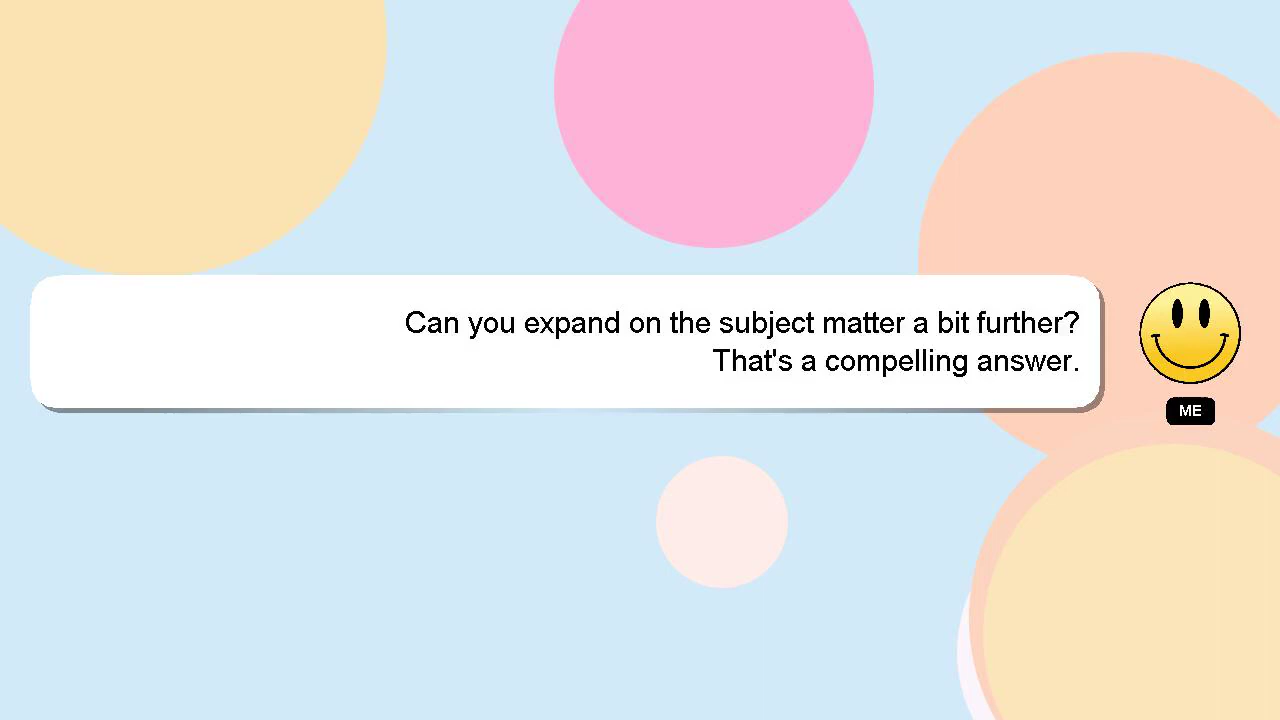 Can you expand on the subject matter a bit further?
That's a compelling answer.
ME